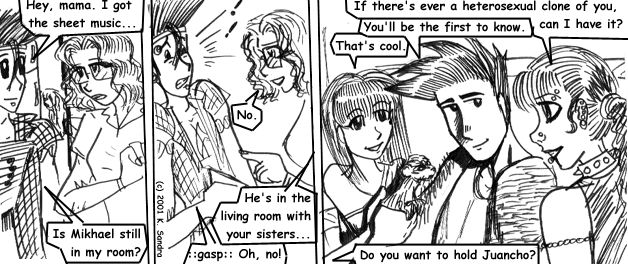 Hey, mama. I got
the sheet music...
Is Mikhael still
in my room?
(c) 2001 K. Sandra
No.
He's in the
living room with
your sisters...
::gasp:: Oh, no!
If there's ever a heterosexual clone of you,
can I have it?
You'll be the first to know.
That's cool.
Do you want to hold Juancho?